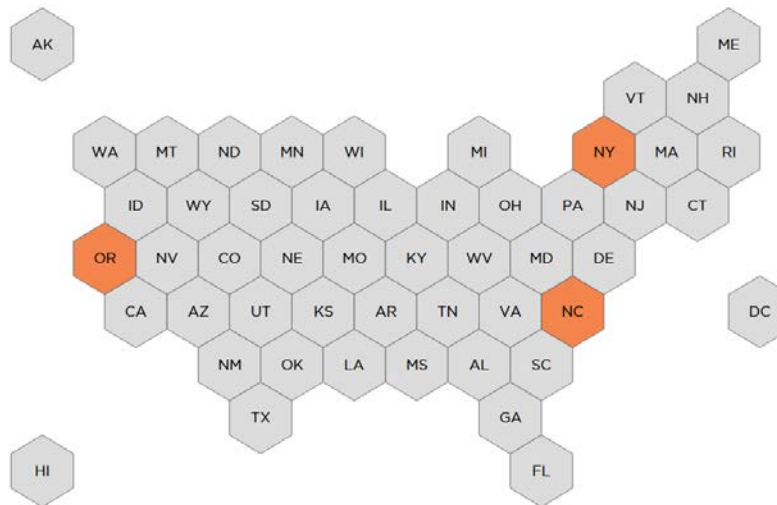 AK ME
VT NH
WA MT ND MN WI MI NY MA RI
ID WY SD IA IL IN OH PA NJ CT
OR NV CO NE MO KY WV MD DE
CA AZ UT KS AR TN VA NC DC
NM OK LA MS AL SC
TX GA
HI FL